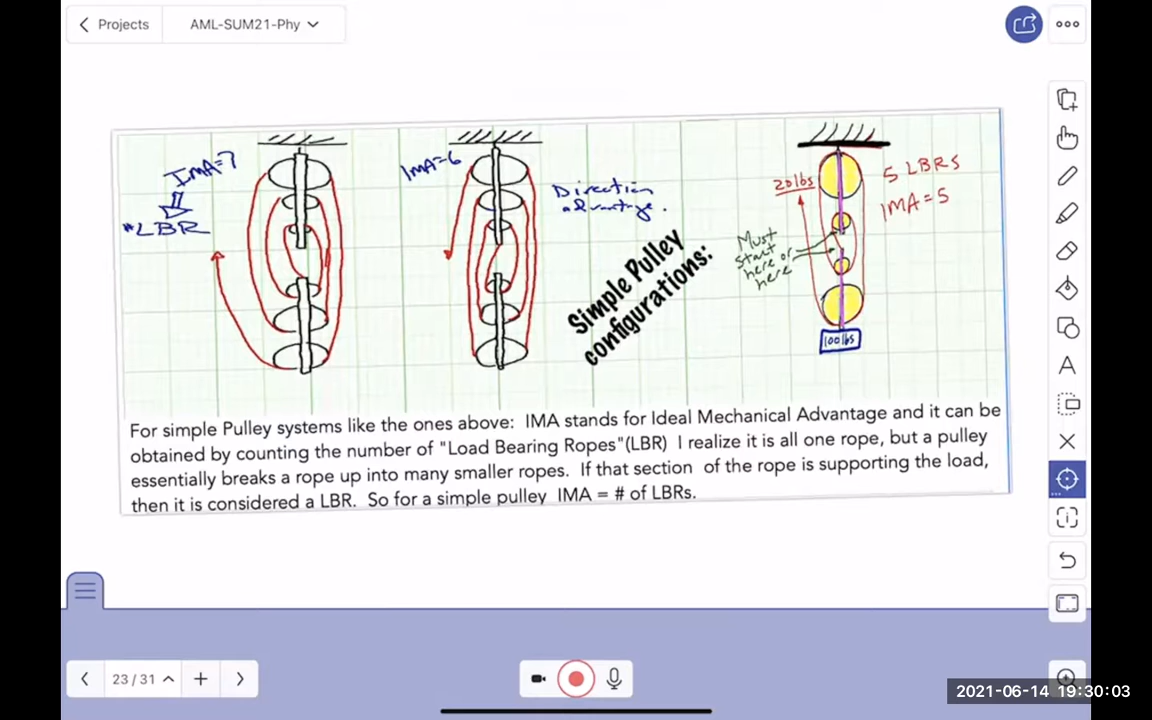 Projects
AML-SUM21-Phy
IMA=7
#LBR
IMA=6
Direction
advantage.
Simple Pulley
configurations:
20 lbs
5 LBRS
IMA=5
Must
start
here or
here
100lbs
For simple Pulley systems like the ones above: IMA stands for Ideal Mechanical Advantage and it can be
obtained by counting the number of "Load Bearing Ropes"(LBR) I realize it is all one rope, but a pulley
essentially breaks a rope up into many smaller ropes. If that section of the rope is supporting the load,
then it is considered a LBR. So for a simple pulley IMA = # of LBRs.
23 / 31
2021-06-14 19:30:03